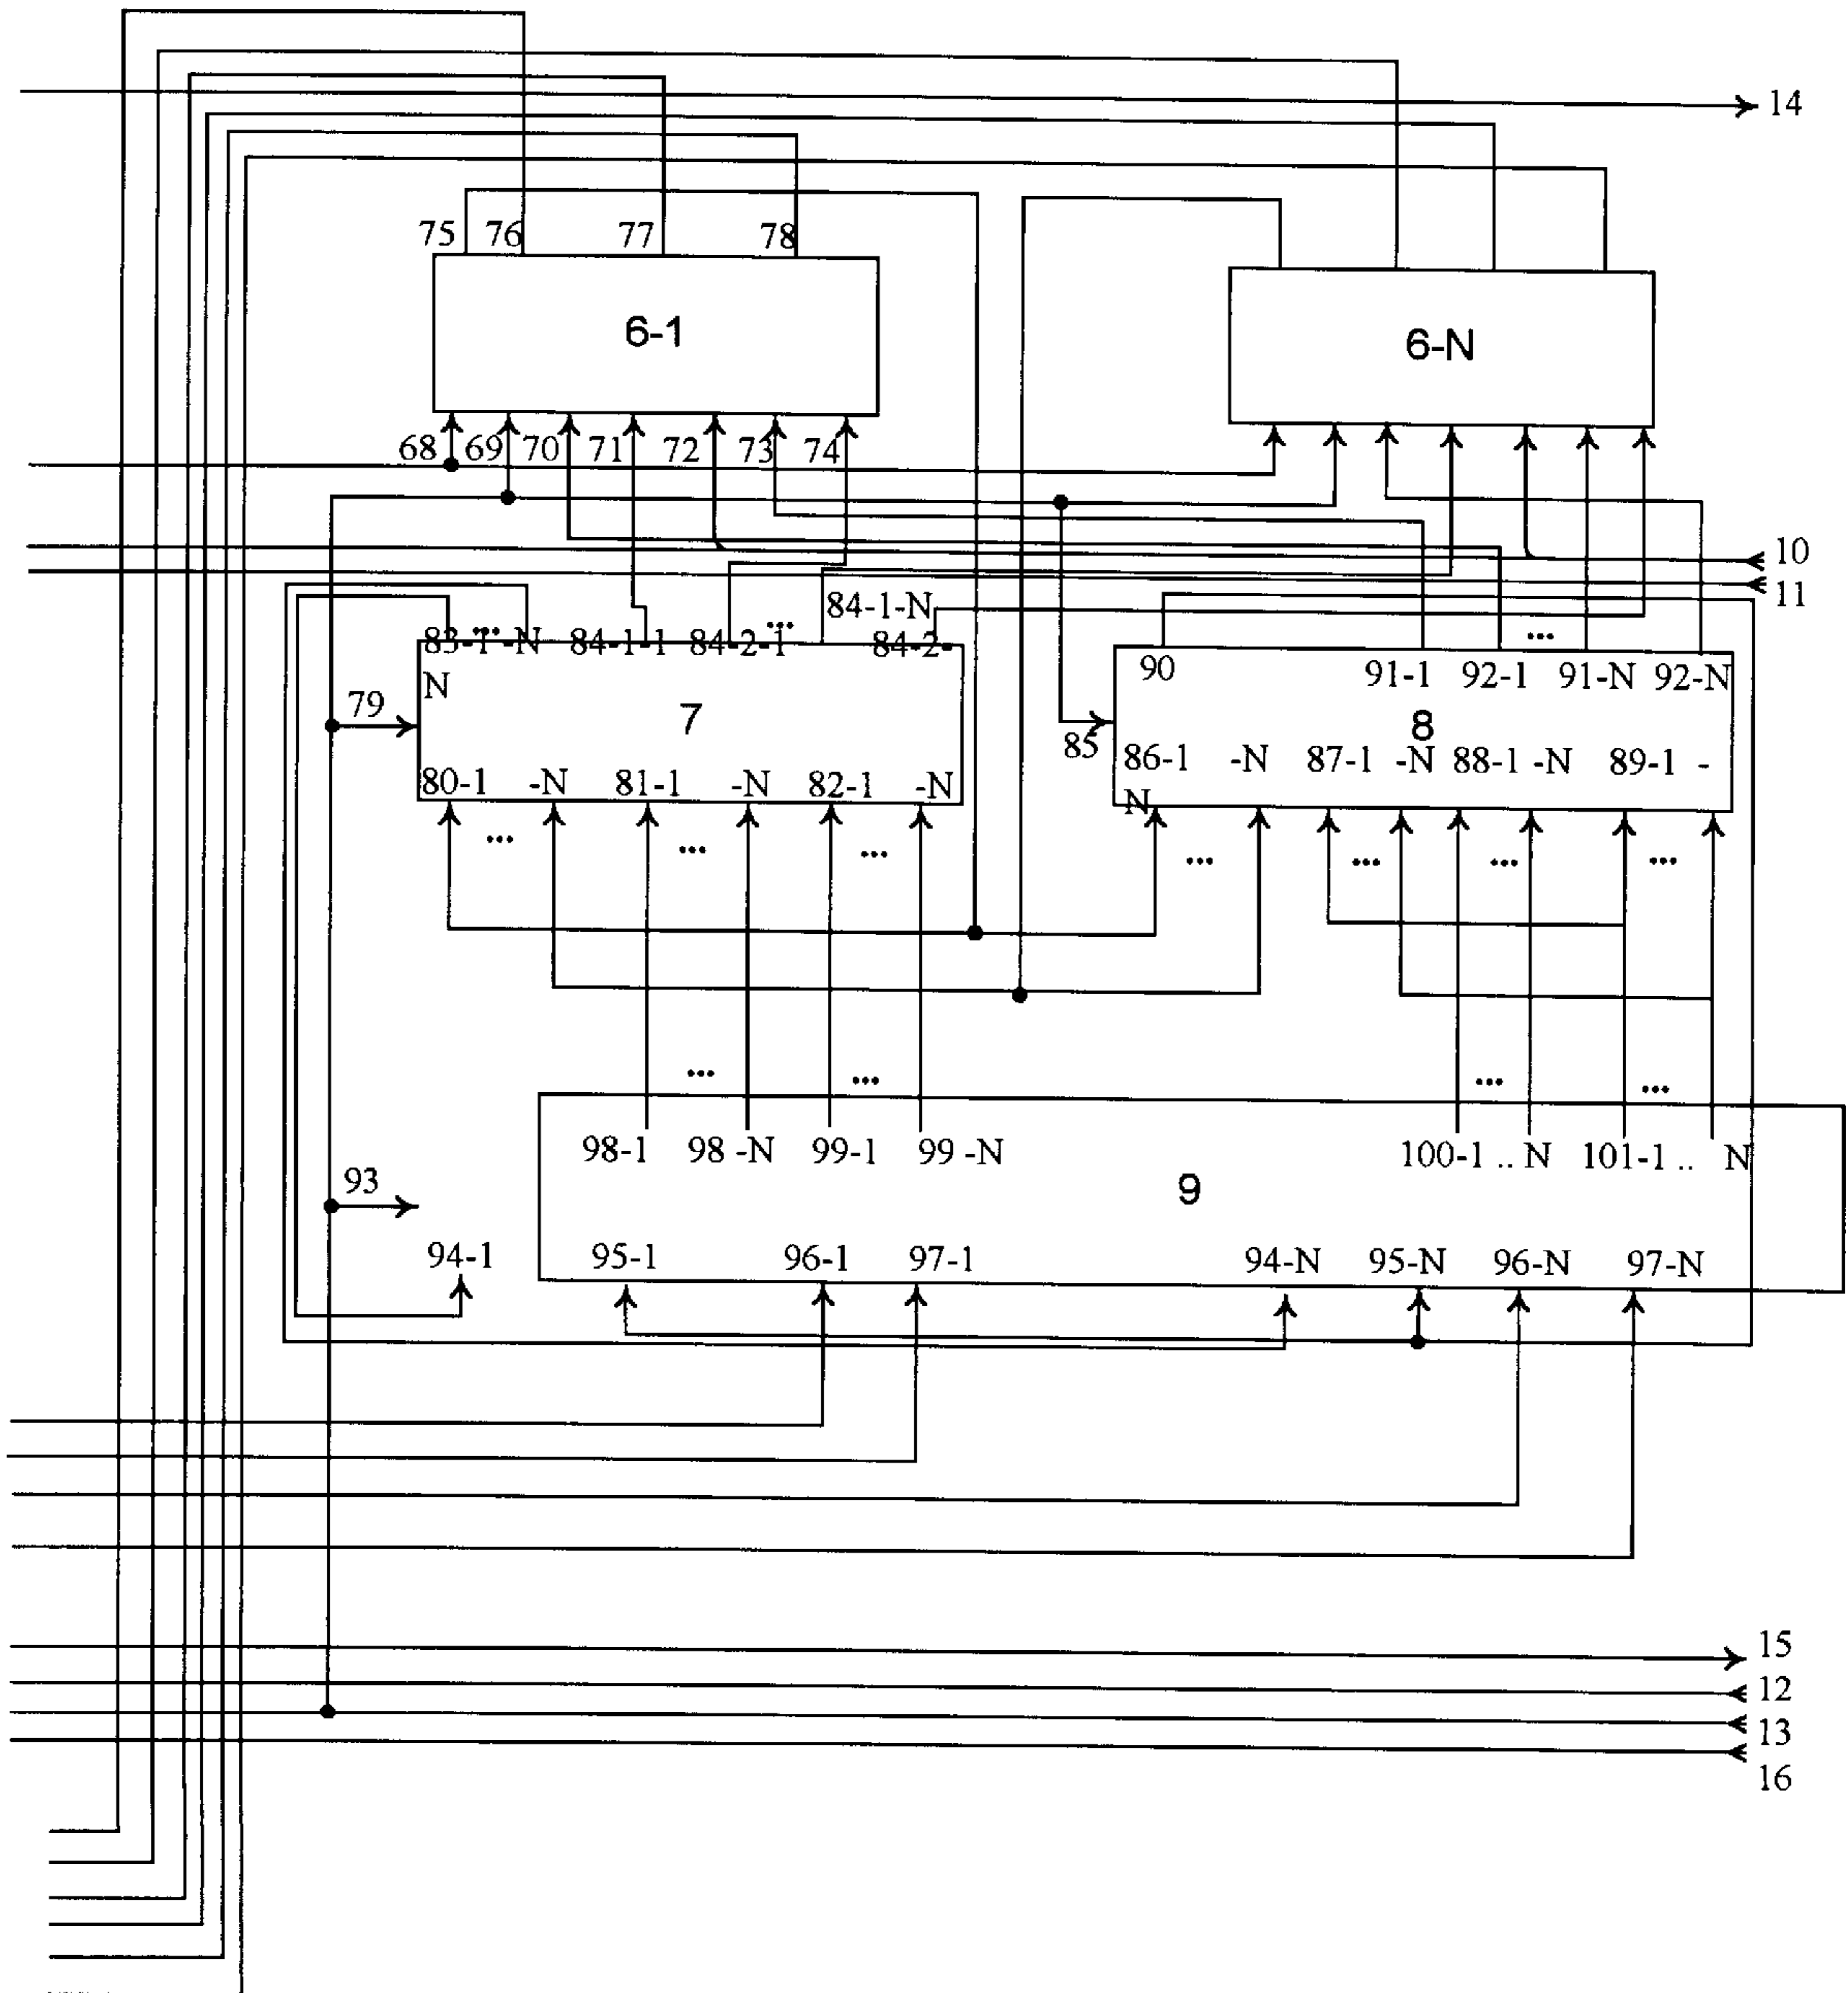 14
75 76 77 78
6-1
6-N
68 69 70 71 72 73 74
10
11
84-1-N
...
...
83-1 -N 84-1-1 84-2-1 84-2-
N
...
90 91-1 92-1 91-N 92-N
79
7
8
85
86-1 -N 87-1 -N 88-1 -N 89-1 -
N
80-1 -N 81-1 -N 82-1 -N
... ... ...
... ... ... ...
... ...
... ...
98-1 98 -N 99-1 99 -N
100-1 .. N 101-1 .. N
93
9
94-1 95-1 96-1 97-1 94-N 95-N 96-N 97-N
15
12
13
16